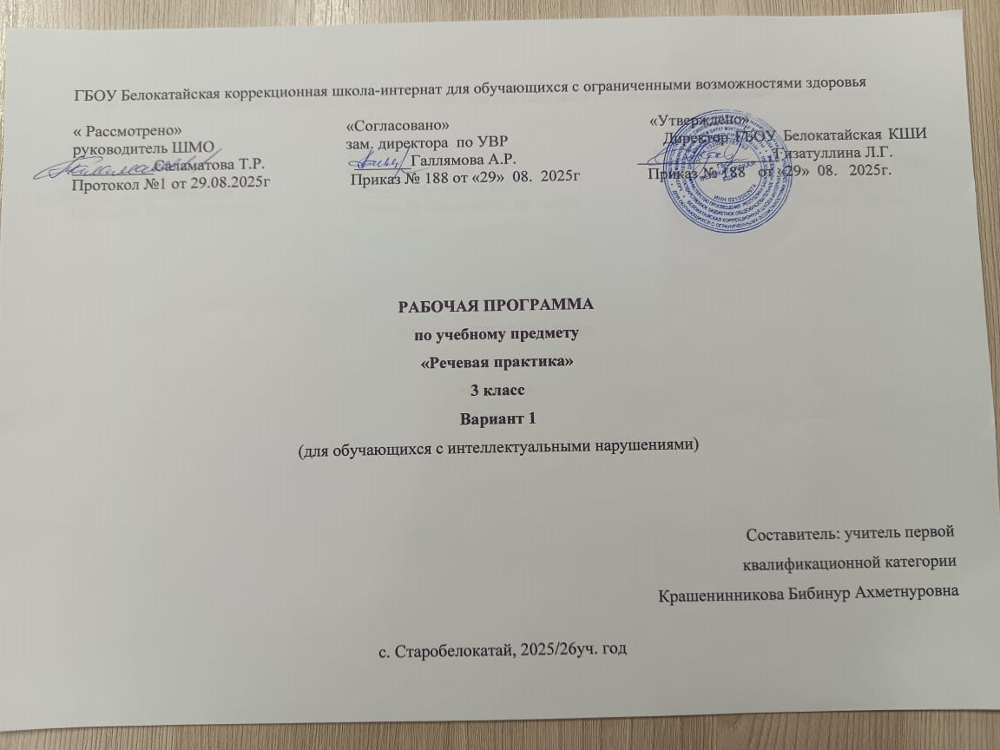 ГБОУ Белокатайская коррекционная школа-интернат для обучающихся с ограниченными возможностями здоровья
« Рассмотрено»
руководитель ШМО
Саламатова Т.Р.
Протокол №1 от 29.08.2025г
«Согласовано»
зам. директора по УВР
Галлямова А.Р.
Приказ № 188 от «29» 08. 2025г
«Утверждено»
Директор ГБОУ Белокатайская КШИ
Гизатуллина Л.Г.
Приказ № 188 от «29» 08. 2025г.
РАБОЧАЯ ПРОГРАММА
по учебному предмету
«Речевая практика»
3 класс
Вариант 1
(для обучающихся с интеллектуальными нарушениями)
Составитель: учитель первой
квалификационной категории
Крашенинникова Бибинур Ахметнуровна
с. Старобелокатай, 2025/26уч. год